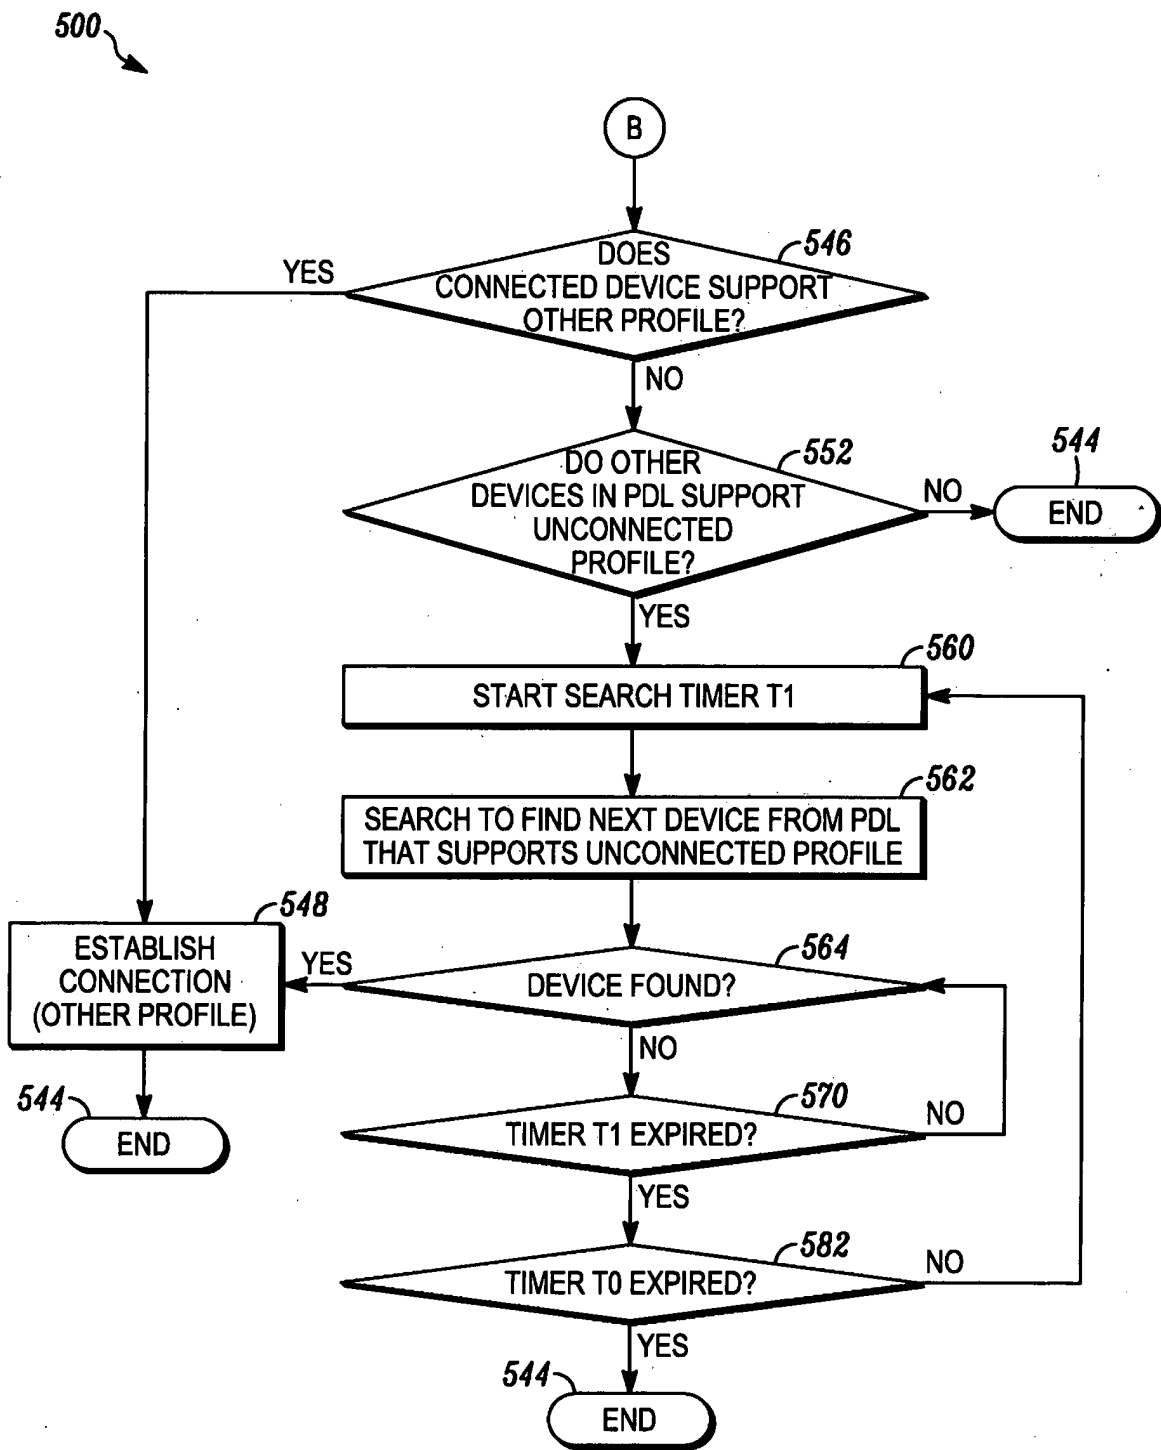 500
B
546
DOES
CONNECTED DEVICE SUPPORT
OTHER PROFILE?
YES
NO
552
DO OTHER
DEVICES IN PDL SUPPORT
UNCONNECTED
PROFILE?
NO
544
END
YES
560
START SEARCH TIMER T1
562
SEARCH TO FIND NEXT DEVICE FROM PDL
THAT SUPPORTS UNCONNECTED PROFILE
548
ESTABLISH
CONNECTION
(OTHER PROFILE)
YES
564
DEVICE FOUND?
NO
544
END
570
TIMER T1 EXPIRED?
NO
YES
582
TIMER T0 EXPIRED?
NO
YES
544
END